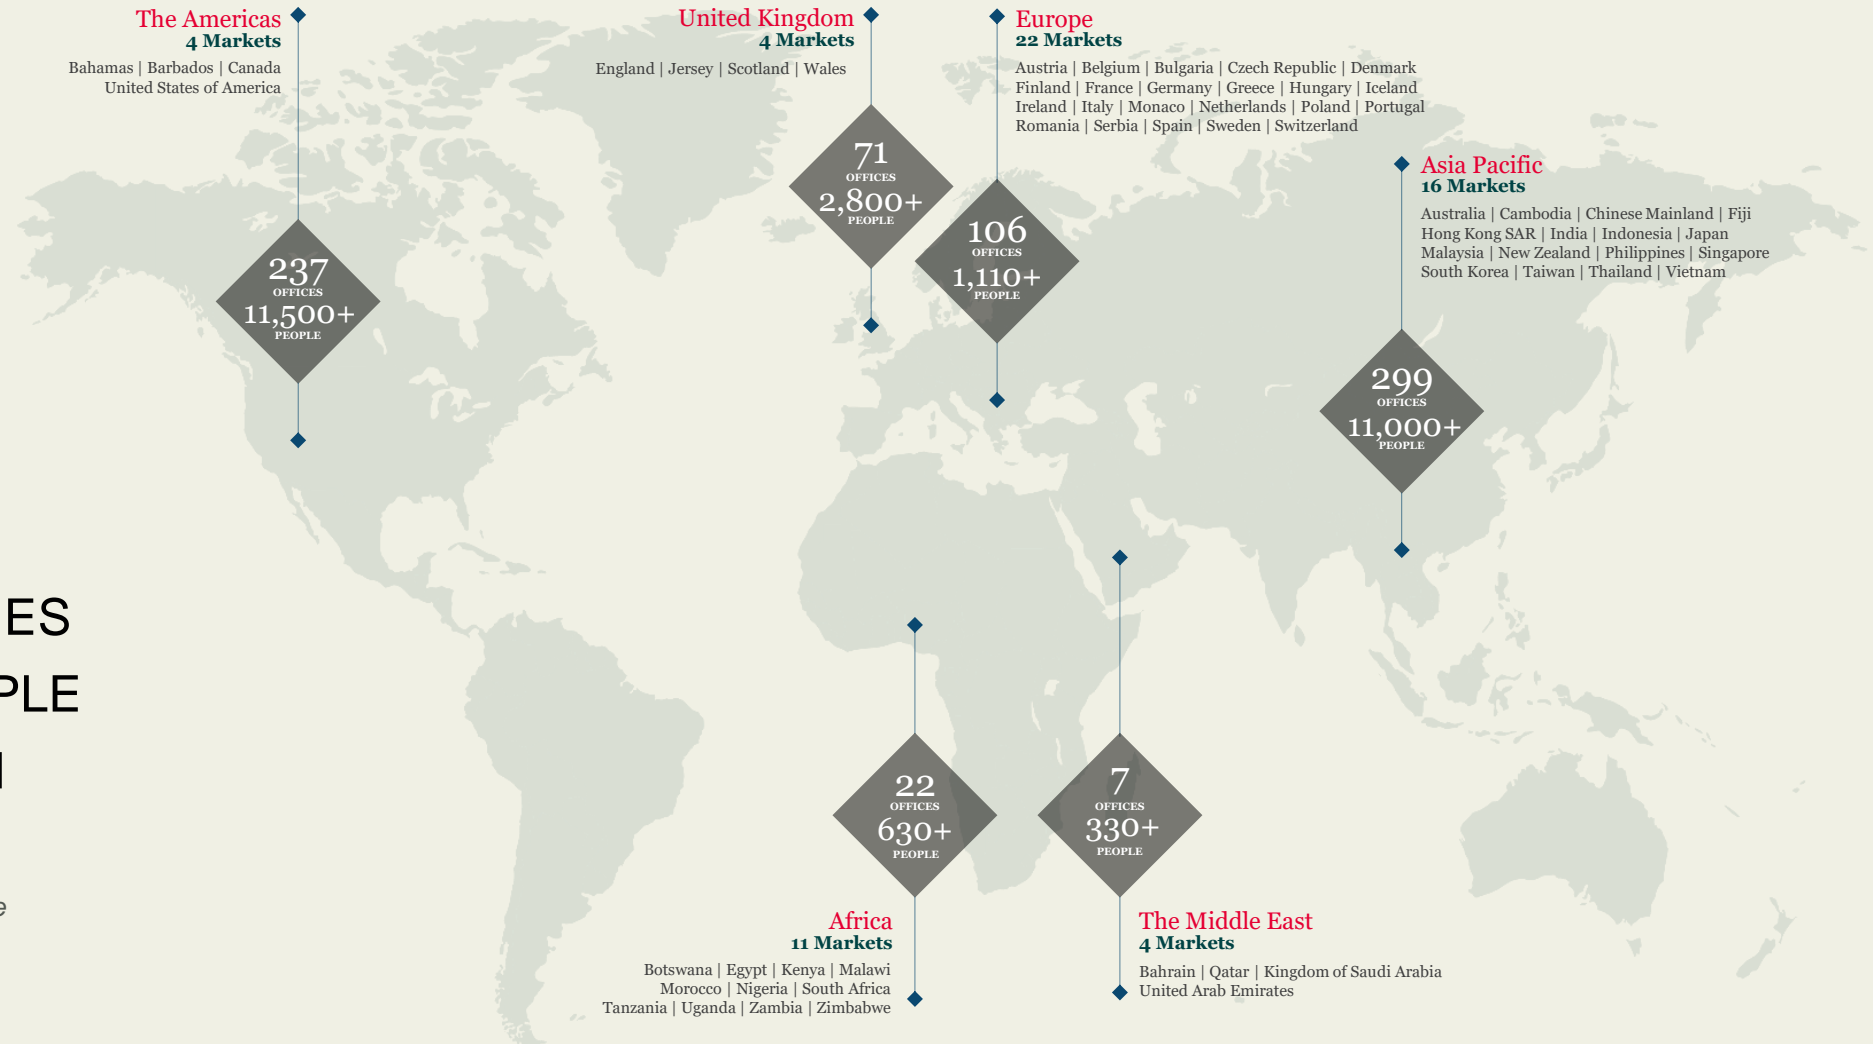 The Americas
4 Markets
Bahamas | Barbados | Canada
United States of America
237
OFFICES
11,500+
PEOPLE
United Kingdom
4 Markets
England | Jersey | Scotland | Wales
71
OFFICES
2,800+
PEOPLE
Europe
22 Markets
Austria | Belgium | Bulgaria | Czech Republic | Denmark
Finland | France | Germany | Greece | Hungary | Iceland
Ireland | Italy | Monaco | Netherlands | Poland | Portugal
Romania | Serbia | Spain | Sweden | Switzerland
106
OFFICES
1,110+
PEOPLE
Asia Pacific
16 Markets
Australia | Cambodia | Chinese Mainland | Fiji
Hong Kong SAR | India | Indonesia | Japan
Malaysia | New Zealand | Philippines | Singapore
South Korea | Taiwan | Thailand | Vietnam
299
OFFICES
11,000+
PEOPLE
ES
PLE
22
OFFICES
630+
PEOPLE
Africa
11 Markets
Botswana | Egypt | Kenya | Malawi
Morocco | Nigeria | South Africa
Tanzania | Uganda | Zambia | Zimbabwe
7
OFFICES
330+
PEOPLE
The Middle East
4 Markets
Bahrain | Qatar | Kingdom of Saudi Arabia
United Arab Emirates